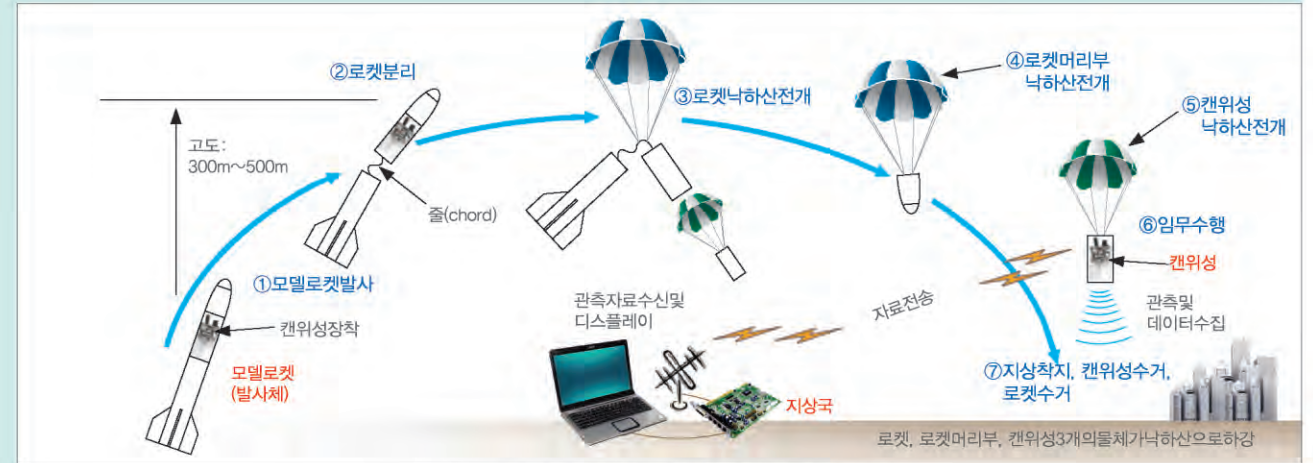 ②로켓분리
고도:
300m~500m
줄(chord)
①모델로켓발사
캔위성장착
모델로켓
(발사체)
③로켓낙하산전개
④로켓머리부
낙하산전개
⑤캔위성
낙하산전개
⑥임무수행
캔위성
관측및
데이터수집
관측자료수신및
디스플레이
자료전송
지상국
⑦지상착지, 캔위성수거,
로켓수거
로켓, 로켓머리부, 캔위성3개의물체가낙하산으로하강